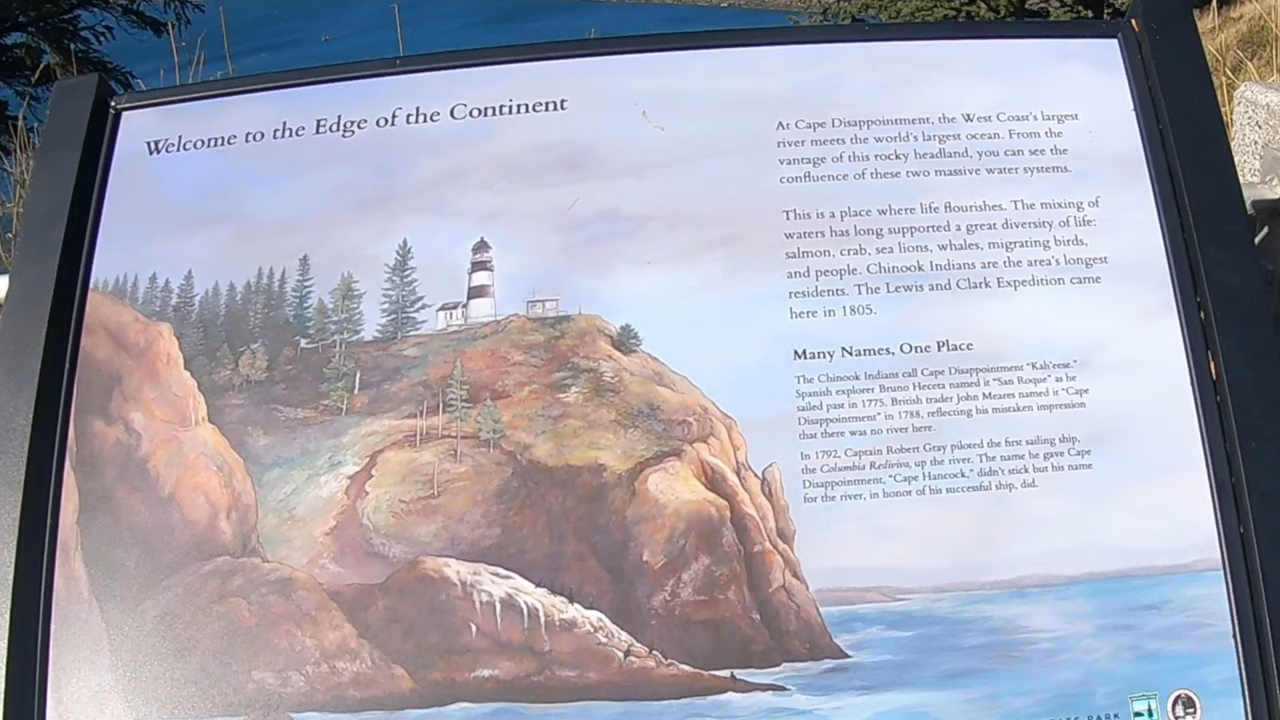 Welcome to the Edge of the Continent
At Cape Disappointment, the West Coast's largest
river meets the world's largest ocean. From the
vantage of this rocky headland, you can see the
confluence of these two massive water systems.
This is a place where life flourishes. The mixing of
waters has long supported a great diversity of life:
salmon, crab, sea lions, whales, migrating birds,
and people. Chinook Indians are the area's longest
residents. The Lewis and Clark Expedition came
here in 1805.
Many Names, One Place
The Chinook Indians call Cape Disappointment "Kah'eese."
Spanish explorer Bruno Heceta named it "San Roque" as he
sailed past in 1775. British trader John Meares named it "Cape
Disappointment" in 1788, reflecting his mistaken impression
that there was no river here.
In 1792, Captain Robert Gray piloted the first sailing ship,
the Columbia Rediviva, up the river. The name he gave Cape
Disappointment, "Cape Hancock," didn't stick but his name
for the river, in honor of his successful ship, did.
PARK